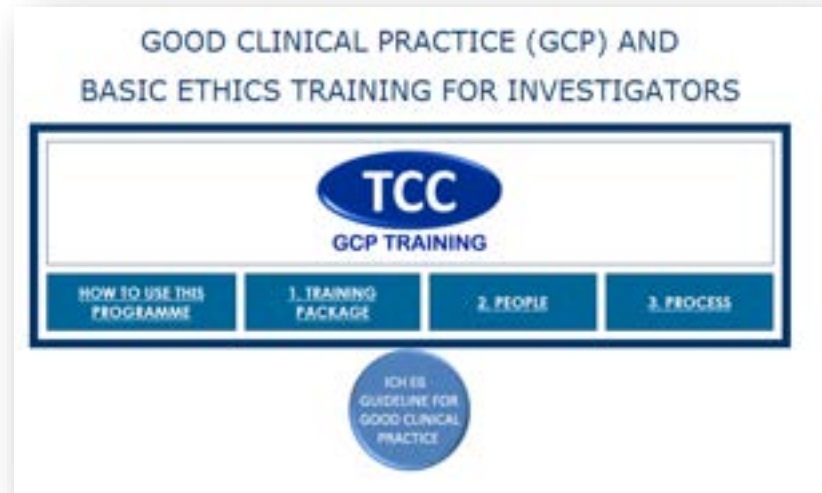 GOOD CLINICAL PRACTICE (GCP) AND
BASIC ETHICS TRAINING FOR INVESTIGATORS
TCC
GCP TRAINING
HOW TO USE THIS
PROGRAMME
1. TRAINING
PACKAGE
2. PEOPLE
3. PROCESS
ICH E6
GUIDELINE FOR
GOOD CLINICAL
PRACTICE